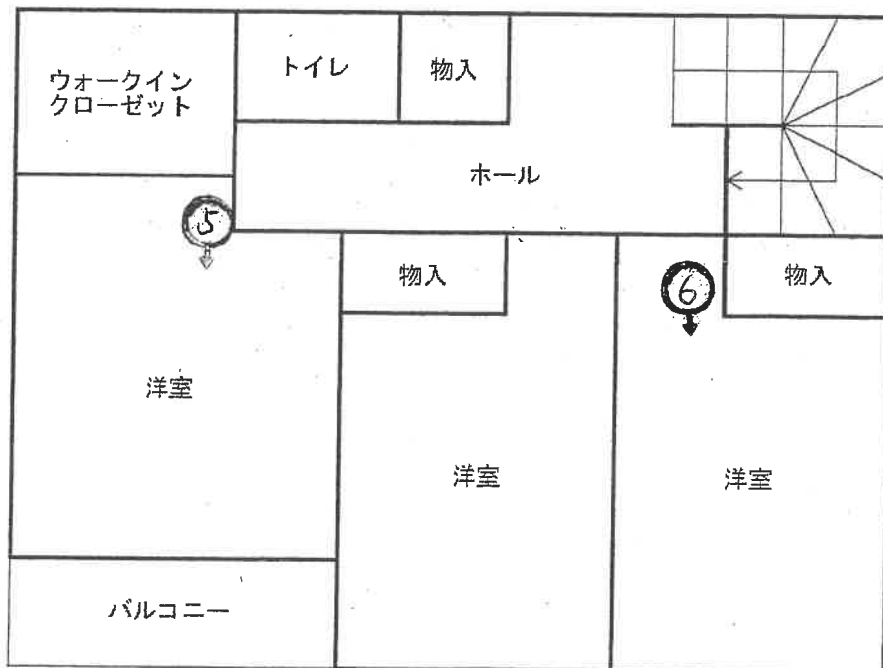 ウォークイン
クローゼット
トイレ
物入
ホール
5
物入
6
物入
洋室
洋室
洋室
バルコニー